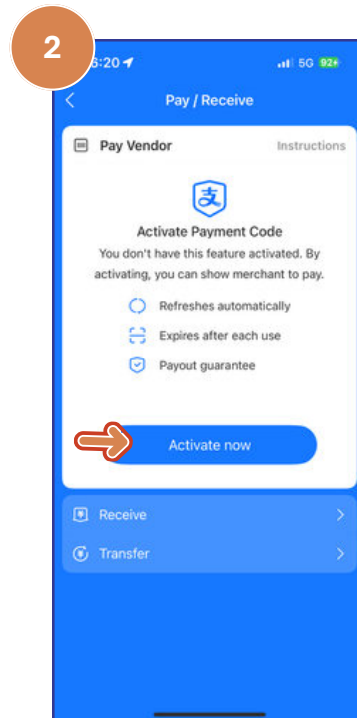 2
6:20
5G 92
Pay / Receive
Pay Vendor
Instructions
支
Activate Payment Code
You don't have this feature activated. By
activating, you can show merchant to pay.
Refreshes automatically
Expires after each use
Payout guarantee
Activate now
Receive
Transfer